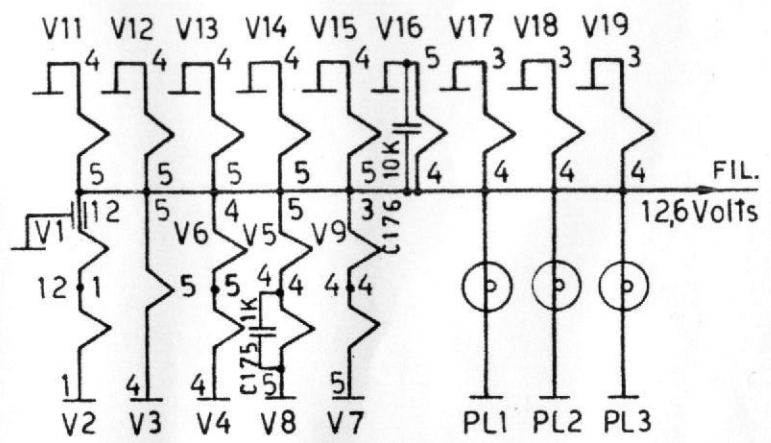 V11 V12 V13 V14 V15 V16 V17 V18 V19
4 4 4 4 4 5 3 3 3
10K
5 5 5 5 5 4 4 4 4 FIL.
12 5 4 5 3 C176 12,6 Volts
V1 V6 V5 V9
12 1 5 5 4 4 4 4
1K
C175
1 4 4 5 5
V2 V3 V4 V8 V7 PL1 PL2 PL3